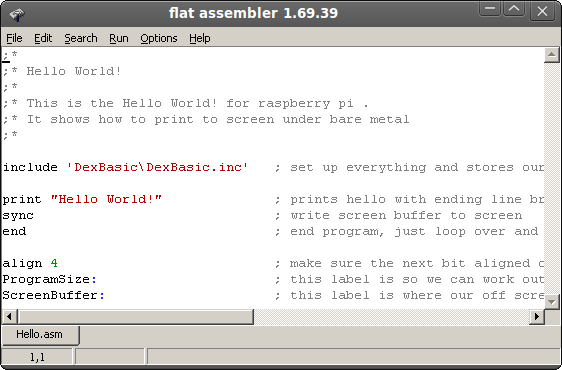 flat assembler 1.69.39
File Edit Search Run Options Help
;*
;* Hello World!
;*
;* This is the Hello World! for raspberry pi .
;* It shows how to print to screen under bare metal
;*
include 'DexBasic\DexBasic.inc' ; set up everything and stores our
print "Hello World!" ; prints hello with ending line br
sync ; write screen buffer to screen
end ; end program, just loop over and
align 4 ; make sure the next bit aligned o
ProgramSize: ; this label is so we can work out
ScreenBuffer: ; this label is where our off scre
Hello.asm
1,1